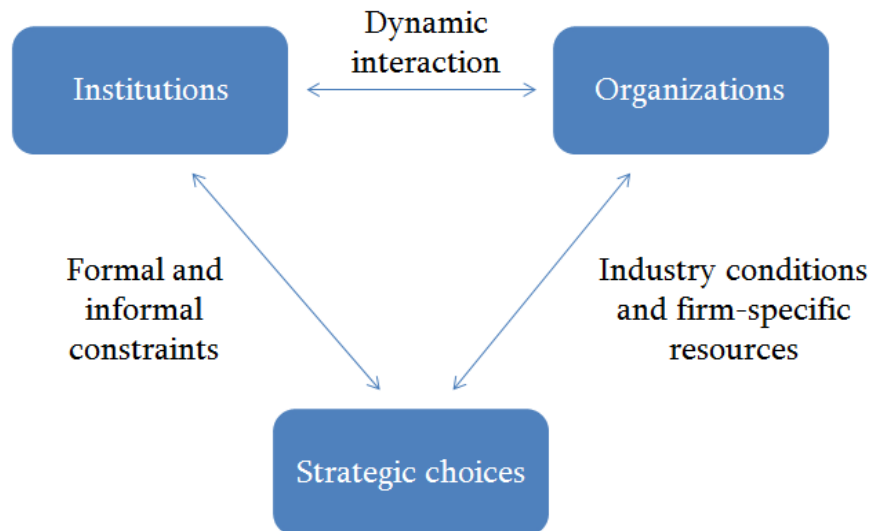 Dynamic
interaction
Institutions
Organizations
Formal and
informal
constraints
Industry conditions
and firm-specific
resources
Strategic choices